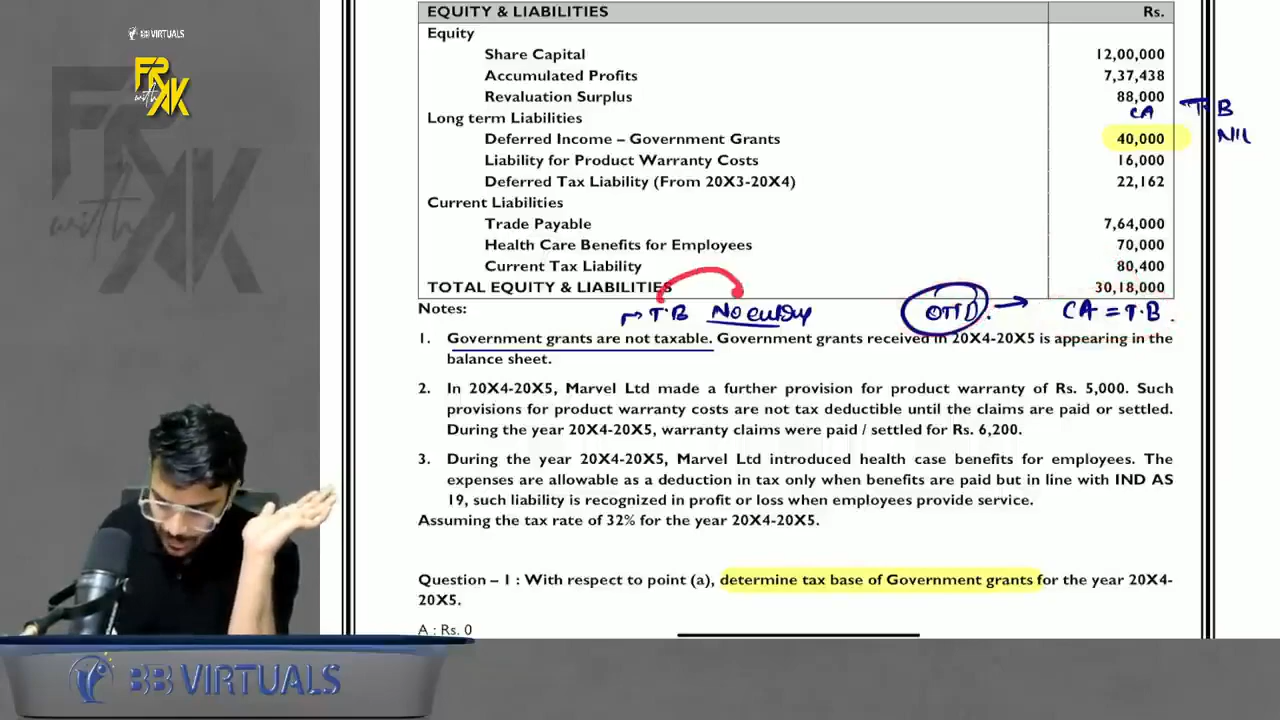 BB VIRTUALS
FR
with
AK
EQUITY & LIABILITIES Rs.
Equity
Share Capital 12,00,000
Accumulated Profits 7,37,438
Revaluation Surplus 88,000
CA T.B
Long term Liabilities
Deferred Income – Government Grants 40,000 NIL
Liability for Product Warranty Costs 16,000
Deferred Tax Liability (From 20X3-20X4) 22,162
Current Liabilities
Trade Payable 7,64,000
Health Care Benefits for Employees 70,000
Current Tax Liability 80,400
TOTAL EQUITY & LIABILITIES 30,18,000
Notes:
T.B No entry CA = T.B.
1. Government grants are not taxable. Government grants received in 20X4-20X5 is appearing in the
balance sheet.
2. In 20X4-20X5, Marvel Ltd made a further provision for product warranty of Rs. 5,000. Such
provisions for product warranty costs are not tax deductible until the claims are paid or settled.
During the year 20X4-20X5, warranty claims were paid / settled for Rs. 6,200.
3. During the year 20X4-20X5, Marvel Ltd introduced health case benefits for employees. The
expenses are allowable as a deduction in tax only when benefits are paid but in line with IND AS
19, such liability is recognized in profit or loss when employees provide service.
Assuming the tax rate of 32% for the year 20X4-20X5.
Question – 1 : With respect to point (a), determine tax base of Government grants for the year 20X4-
20X5.
A : Rs. 0
BB VIRTUALS